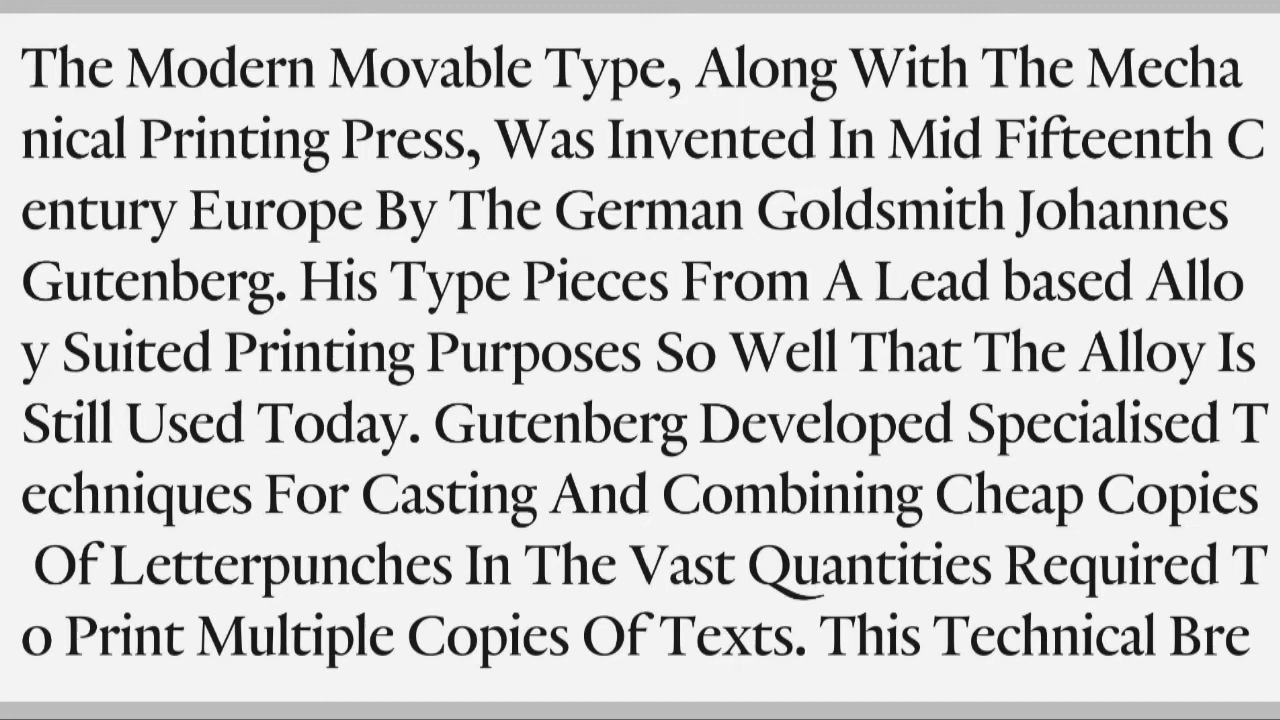 The Modern Movable Type, Along With The Mecha
nical Printing Press, Was Invented In Mid Fifteenth C
entury Europe By The German Goldsmith Johannes
Gutenberg. His Type Pieces From A Lead based Allo
y Suited Printing Purposes So Well That The Alloy Is
Still Used Today. Gutenberg Developed Specialised T
echniques For Casting And Combining Cheap Copies
Of Letterpunches In The Vast Quantities Required T
o Print Multiple Copies Of Texts. This Technical Bre